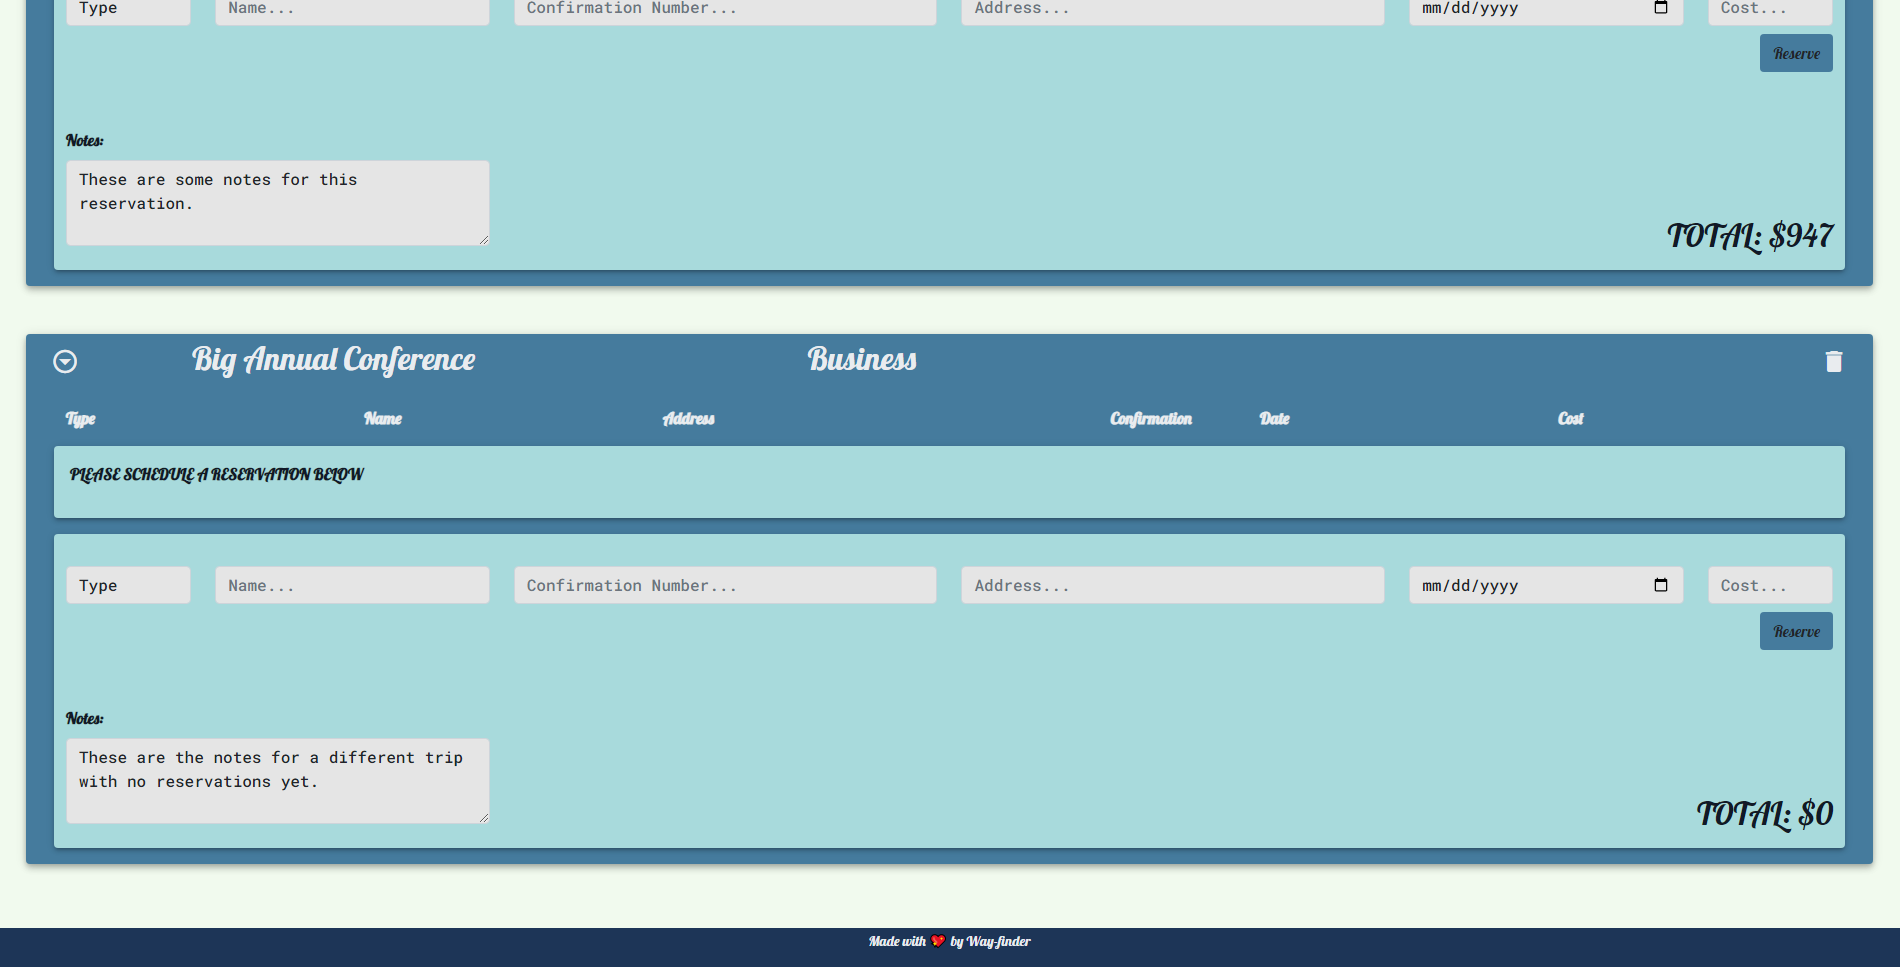 Type Name... Confirmation Number... Address... mm/dd/yyyy Cost...
Reserve
Notes:
These are some notes for this
reservation.
TOTAL: $947
Big Annual Conference Business
Type Name Address Confirmation Date Cost
PLEASE SCHEDULE A RESERVATION BELOW
Type Name... Confirmation Number... Address... mm/dd/yyyy Cost...
Reserve
Notes:
These are the notes for a different trip
with no reservations yet.
TOTAL: $0
Made with 💖 by Way-finder